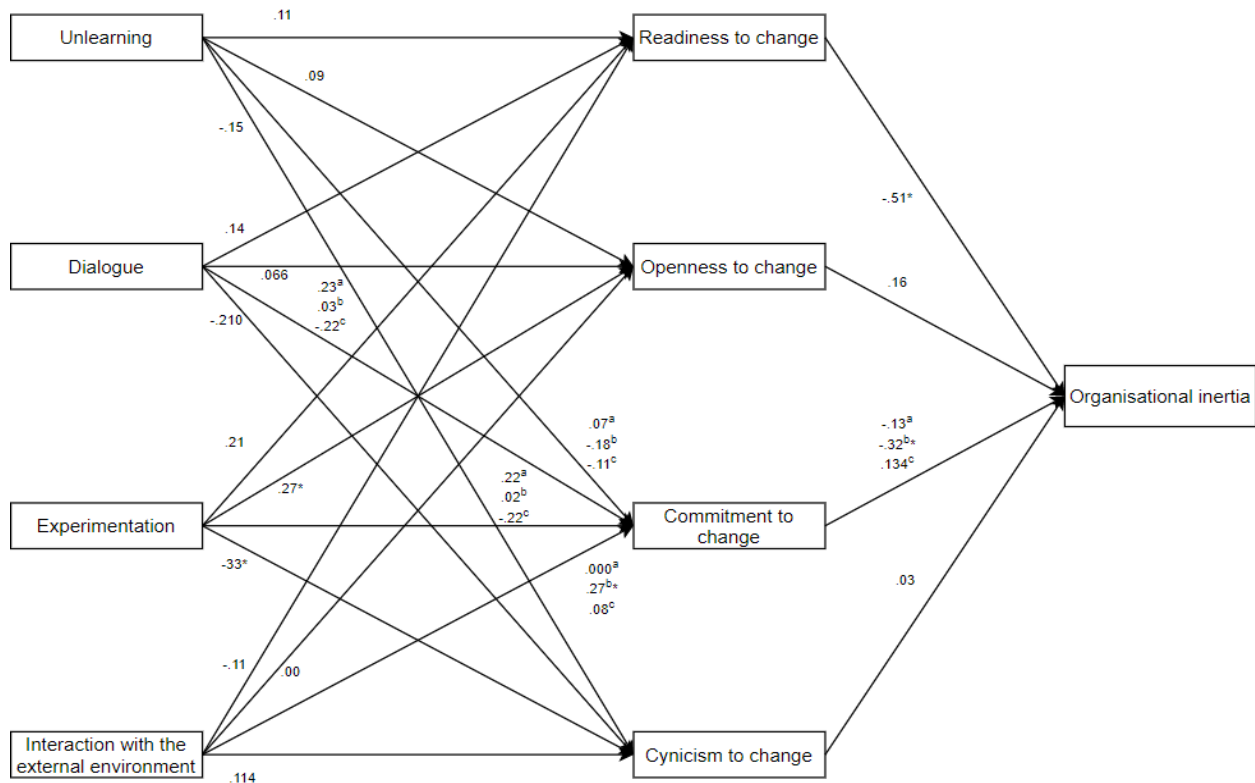 .11
Unlearning
Readiness to change
.09
-.15
-.51*
.14
Dialogue
.066
.23a
.03b
-.22c
Openness to change
.16
-.210
Organisational inertia
.07a
-.18b
-.11c
-.13a
-.32b*
.134c
.21
.27*
.22a
.02b
-.22c
Experimentation
Commitment to
change
-33*
.000a
.27b*
.08c
.03
-.11
.00
Interaction with the
external environment
Cynicism to change
.114